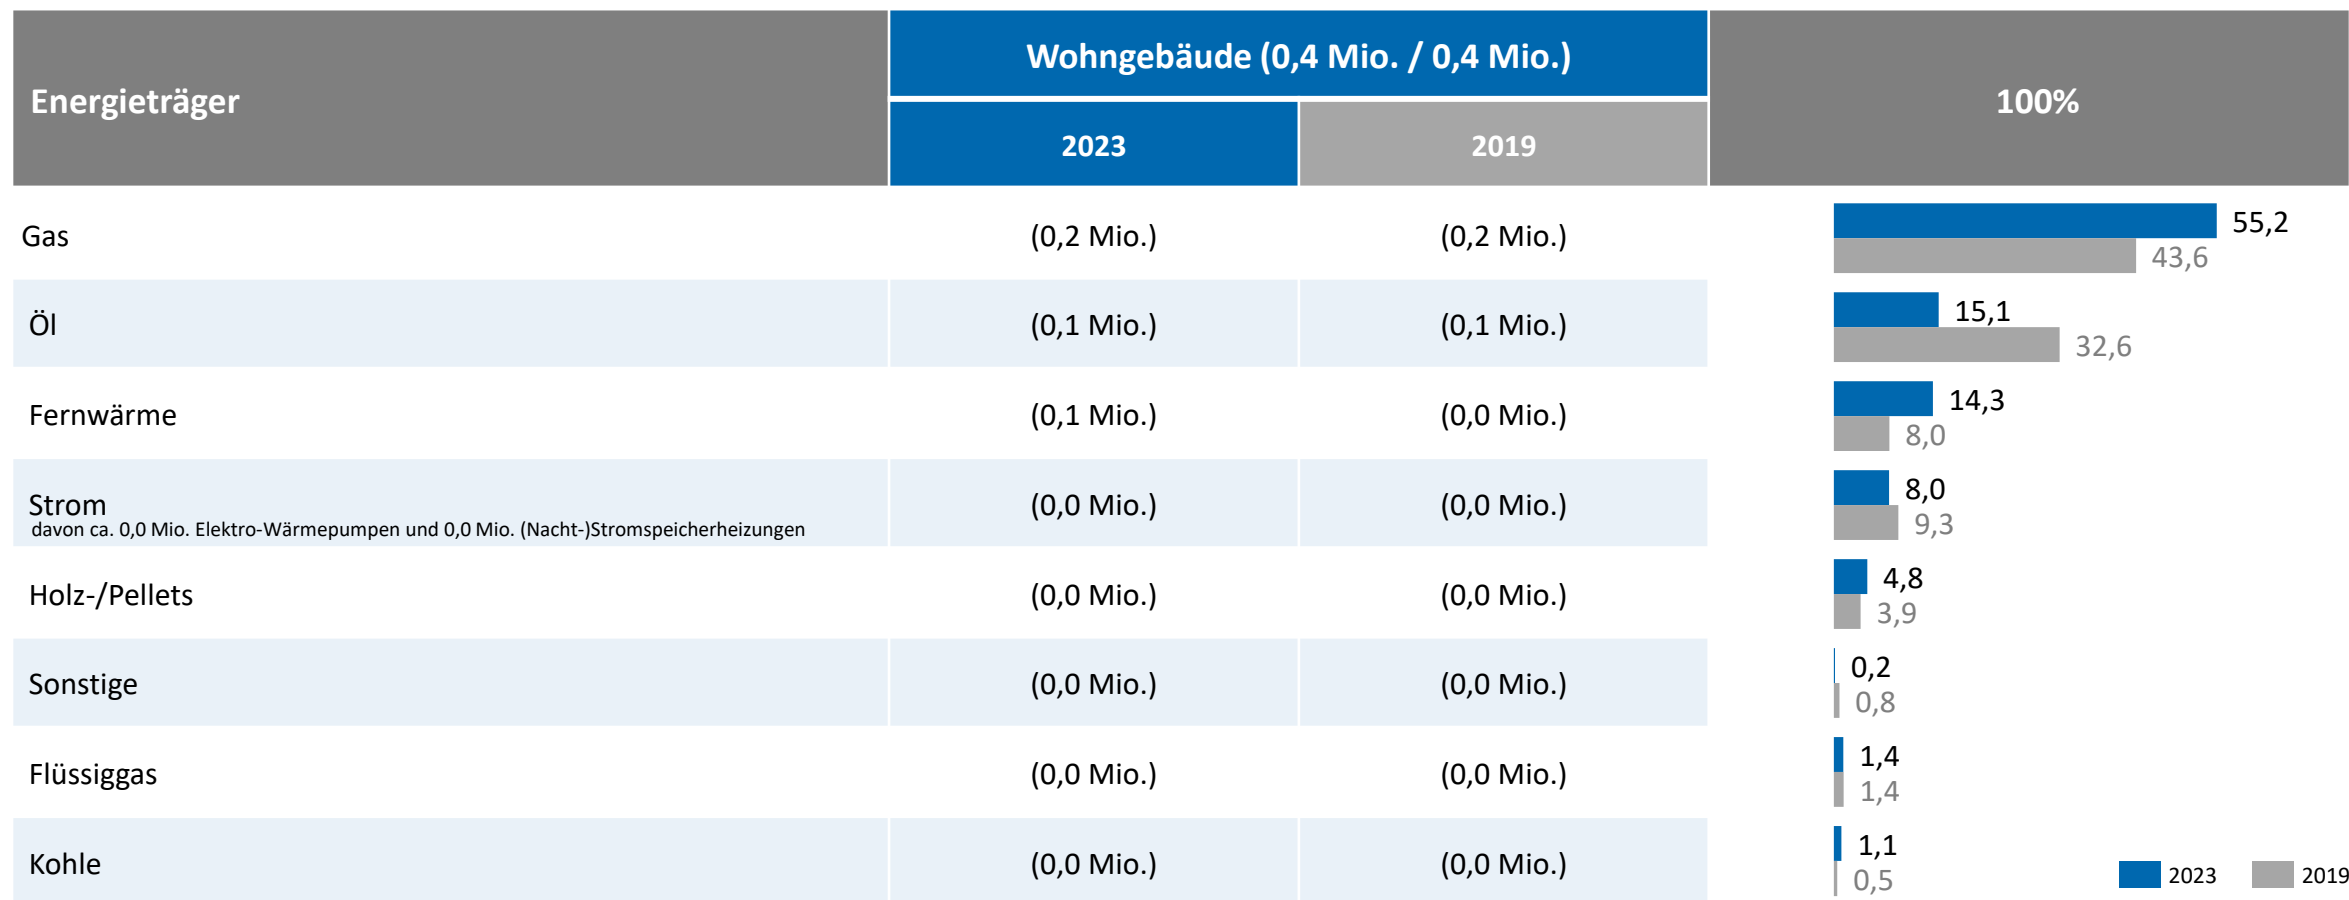 Energieträger
Wohngebäude (0,4 Mio. / 0,4 Mio.)
2023
2019
100%
Gas
(0,2 Mio.)
(0,2 Mio.)
55,2
43,6
Öl
(0,1 Mio.)
(0,1 Mio.)
15,1
32,6
Fernwärme
(0,1 Mio.)
(0,0 Mio.)
14,3
8,0
Strom
davon ca. 0,0 Mio. Elektro-Wärmepumpen und 0,0 Mio. (Nacht-)Stromspeicherheizungen
(0,0 Mio.)
(0,0 Mio.)
8,0
9,3
Holz-/Pellets
(0,0 Mio.)
(0,0 Mio.)
4,8
3,9
Sonstige
(0,0 Mio.)
(0,0 Mio.)
0,2
0,8
Flüssiggas
(0,0 Mio.)
(0,0 Mio.)
1,4
1,4
Kohle
(0,0 Mio.)
(0,0 Mio.)
1,1
0,5
2023
2019